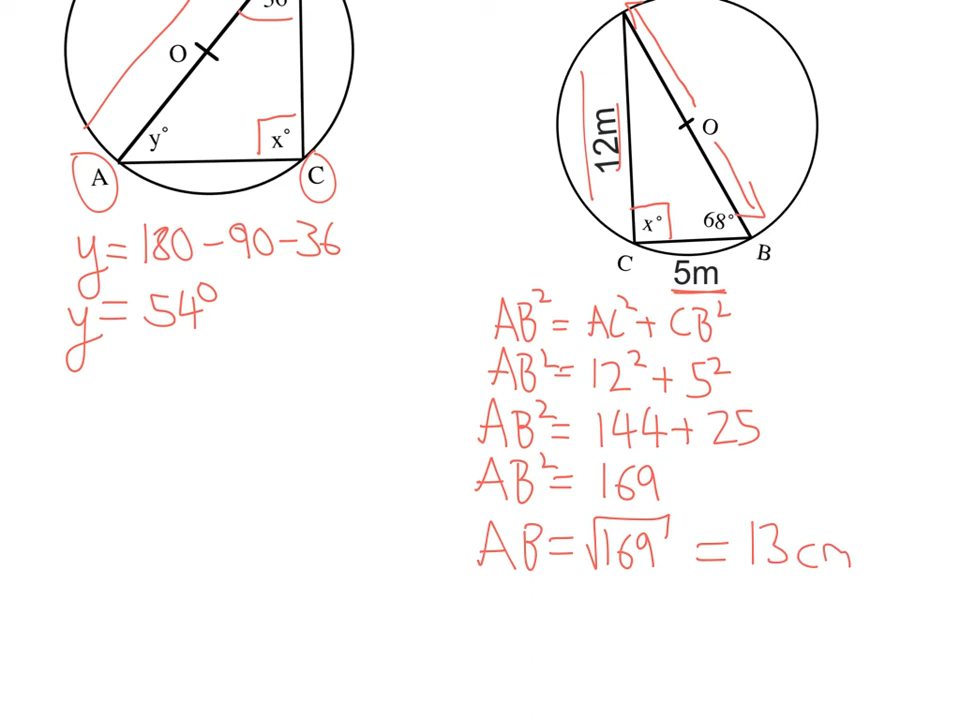 O
y°
x°
A
C
y = 180 - 90 - 36
y = 54°
O
12m
x°
68°
C
B
5m
AB² = AC² + CB²
AB² = 12² + 5²
AB² = 144 + 25
AB² = 169
AB = √169 = 13cm